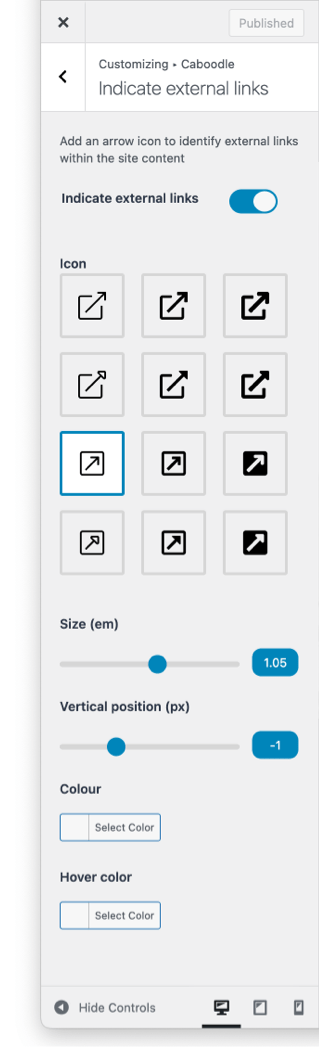 Published
Customizing ▸ Caboodle
Indicate external links
Add an arrow icon to identify external links
within the site content
Indicate external links
Icon
Size (em)
1.05
Vertical position (px)
-1
Colour
Select Color
Hover color
Select Color
Hide Controls